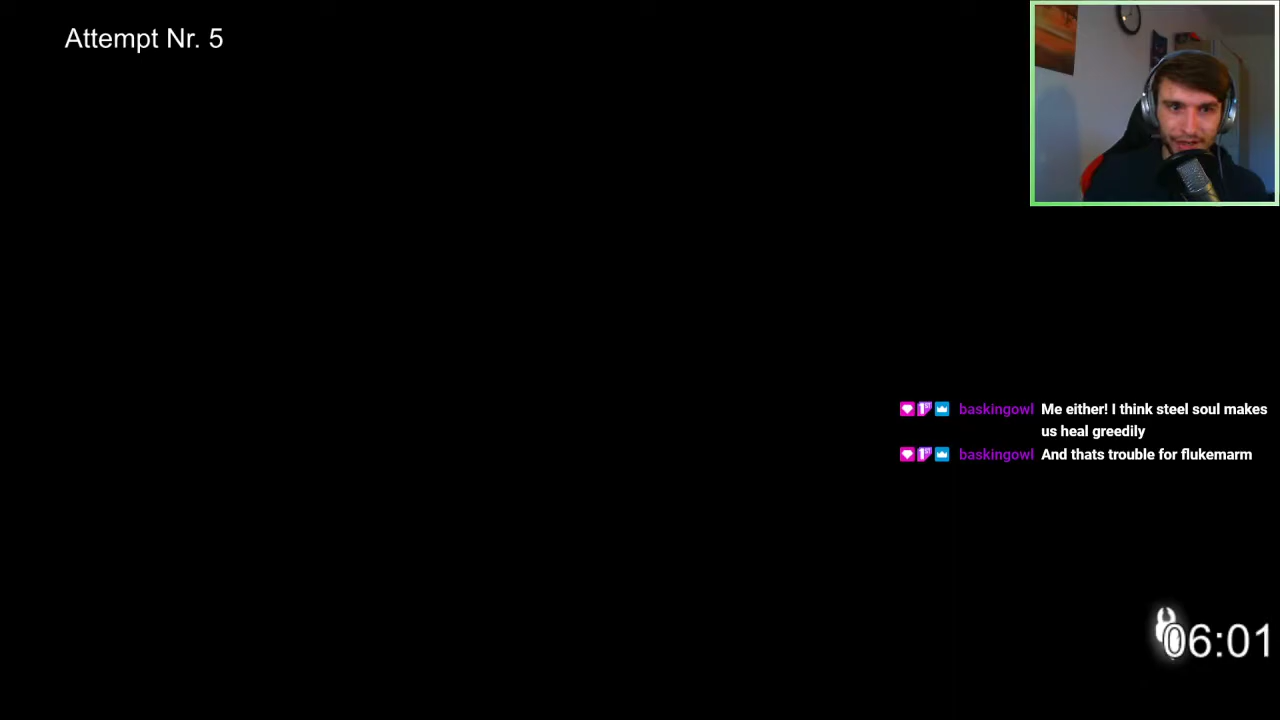 Attempt Nr. 5
baskingowl Me either! I think steel soul makes
us heal greedily
baskingowl And thats trouble for flukemarm
06:01